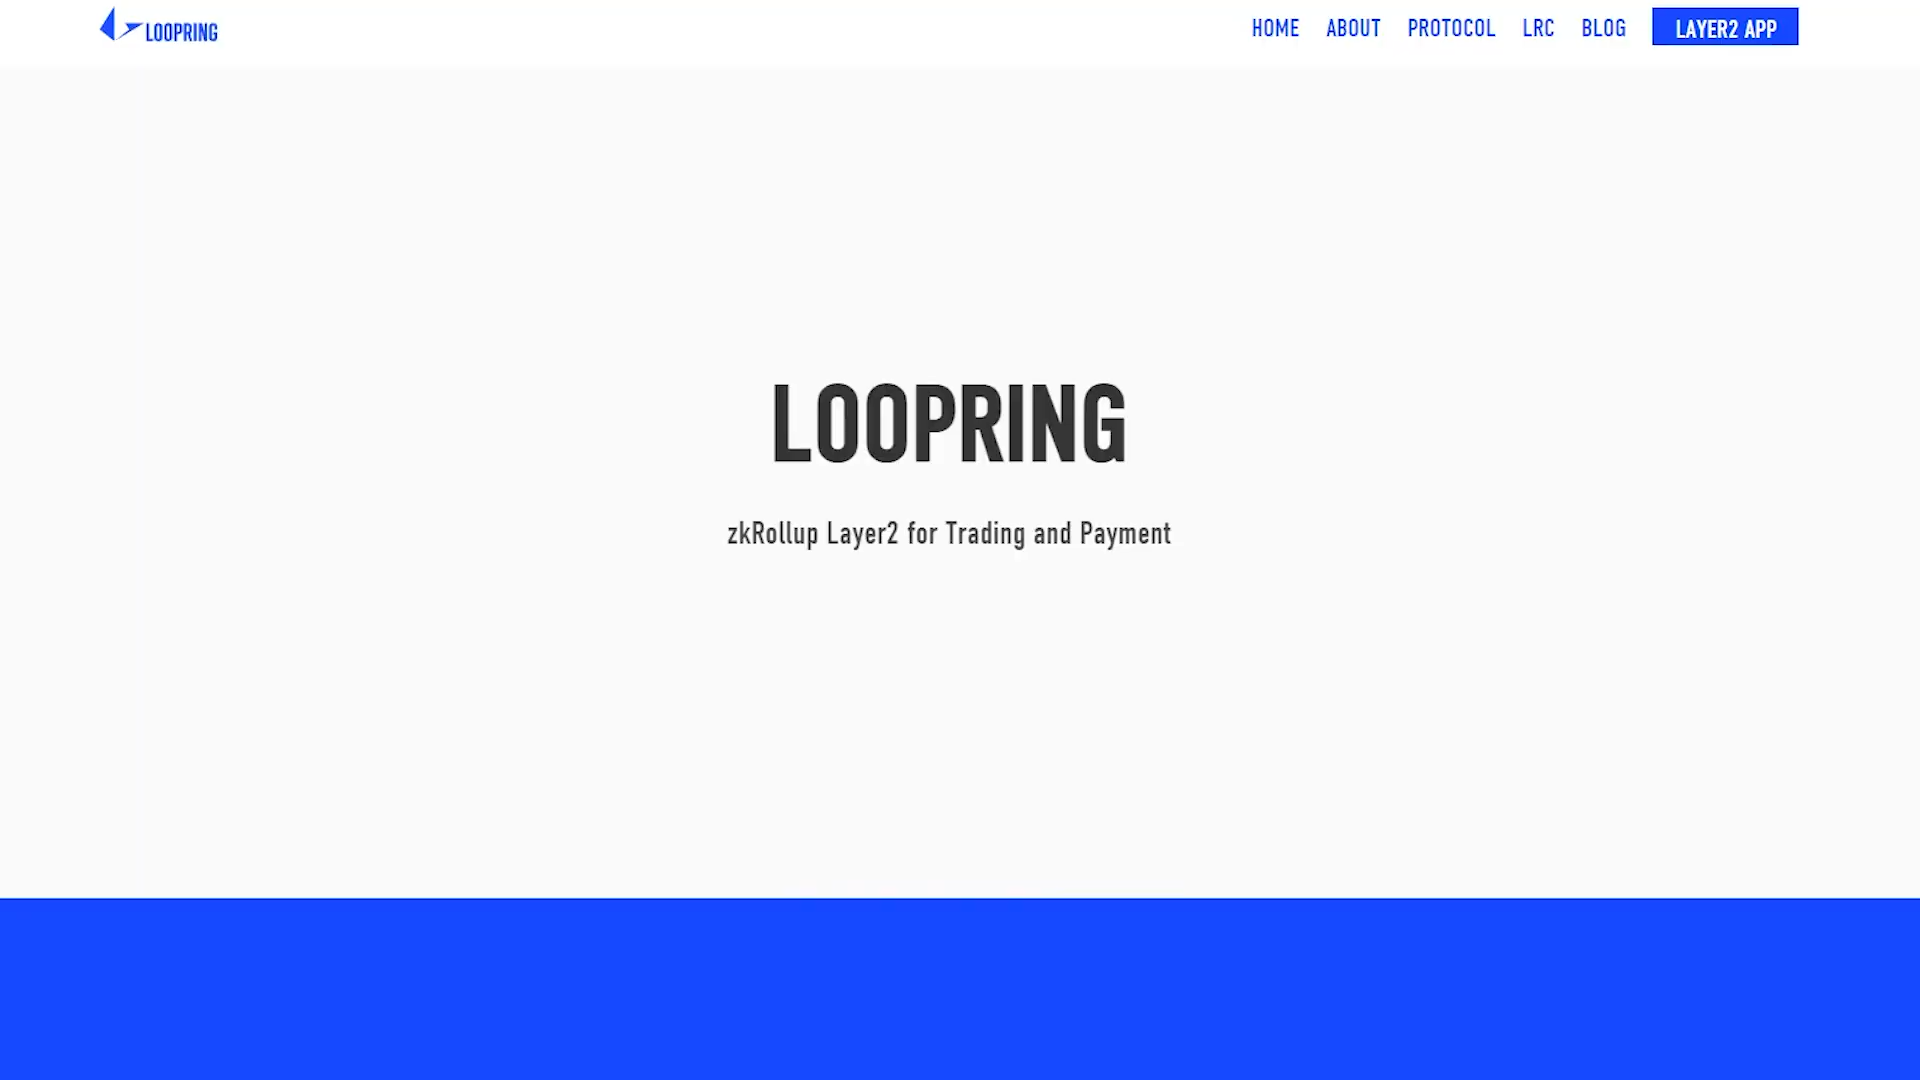 LOOPRING
HOME ABOUT PROTOCOL LRC BLOG LAYER2 APP
LOOPRING
zkRollup Layer2 for Trading and Payment